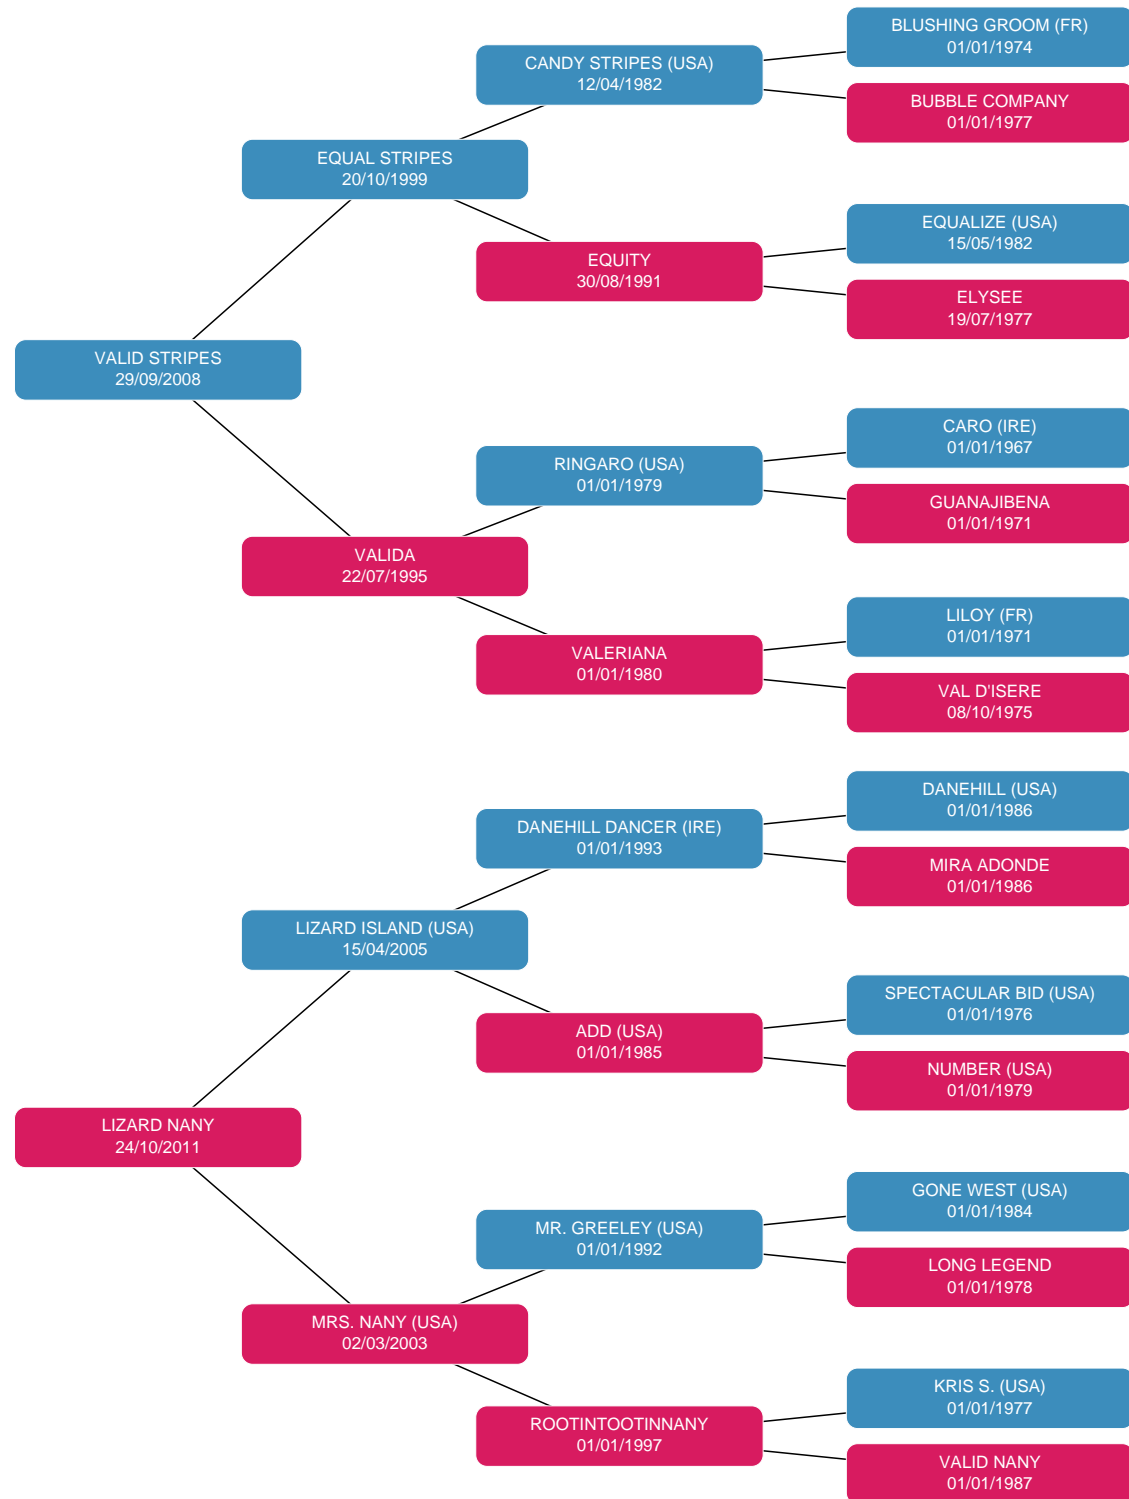 BLUSHING GROOM (FR)
01/01/1974
CANDY STRIPES (USA)
12/04/1982
BUBBLE COMPANY
01/01/1977
EQUAL STRIPES
20/10/1999
EQUALIZE (USA)
15/05/1982
EQUITY
30/08/1991
ELYSEE
19/07/1977
VALID STRIPES
29/09/2008
CARO (IRE)
01/01/1967
RINGARO (USA)
01/01/1979
GUANAJIBENA
01/01/1971
VALIDA
22/07/1995
LILOY (FR)
01/01/1971
VALERIANA
01/01/1980
VAL D'ISERE
08/10/1975
DANEHILL (USA)
01/01/1986
DANEHILL DANCER (IRE)
01/01/1993
MIRA ADONDE
01/01/1986
LIZARD ISLAND (USA)
15/04/2005
SPECTACULAR BID (USA)
01/01/1976
ADD (USA)
01/01/1985
NUMBER (USA)
01/01/1979
LIZARD NANY
24/10/2011
GONE WEST (USA)
01/01/1984
MR. GREELEY (USA)
01/01/1992
LONG LEGEND
01/01/1978
MRS. NANY (USA)
02/03/2003
KRIS S. (USA)
01/01/1977
ROOTINTOOTINNANY
01/01/1997
VALID NANY
01/01/1987